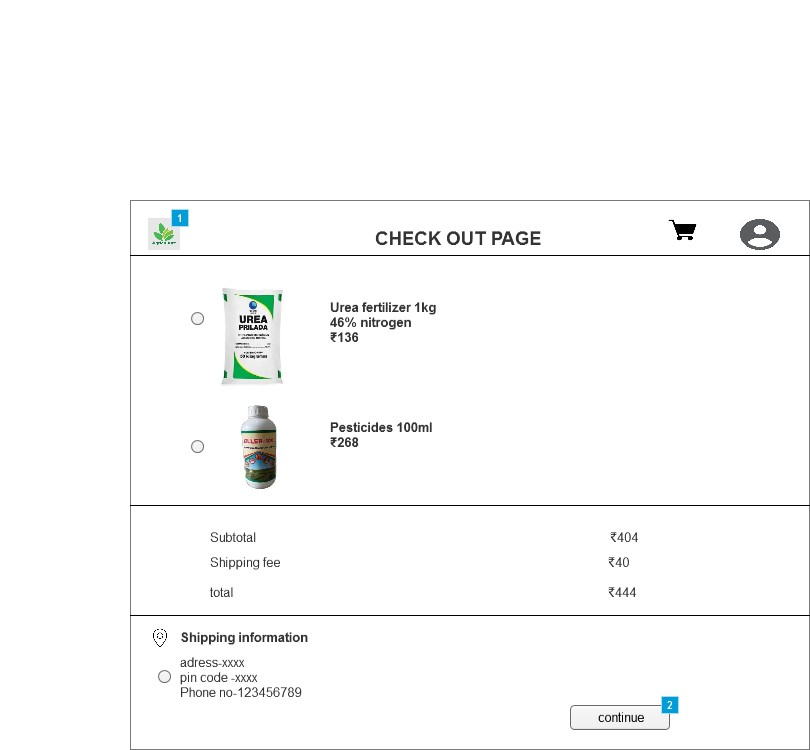 1
CHECK OUT PAGE
UREA
PRILADA
Urea fertilizer 1kg
46% nitrogen
₹136
Pesticides 100ml
₹268
Subtotal ₹404
Shipping fee ₹40
total ₹444
Shipping information
adress-xxxx
pin code -xxxx
Phone no-123456789
2
continue